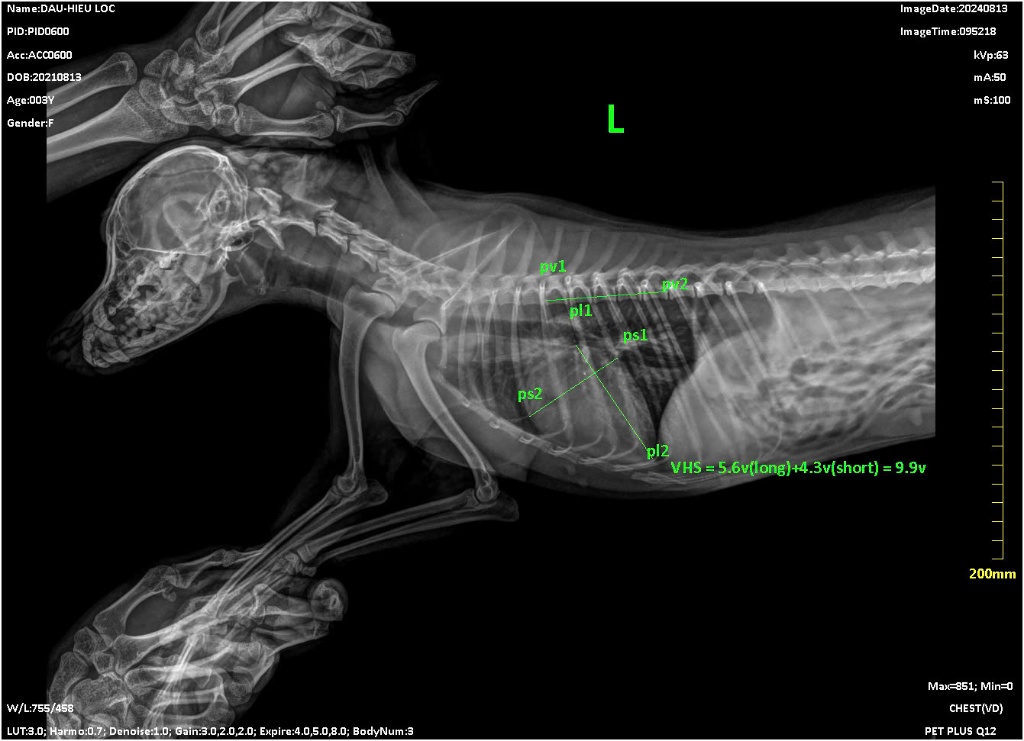 Name:DAU-HIEU LOC
PID:PID0600
Acc:ACC0600
DOB:20210813
Age:003Y
Gender:F
ImageDate:20240813
ImageTime:095218
kVp:63
mA:50
mS:100
L
pv1
pv2
pl1
ps1
ps2
pl2
VHS = 5.6v(long)+4.3v(short) = 9.9v
200mm
Max=851; Min=0
W/L:755/458
CHEST(VD)
LUT:3.0; Harmo:0.7; Denoise:1.0; Gain:3.0,2.0,2.0; Expire:4.0,5.0,8.0; BodyNum:3
PET PLUS Q12